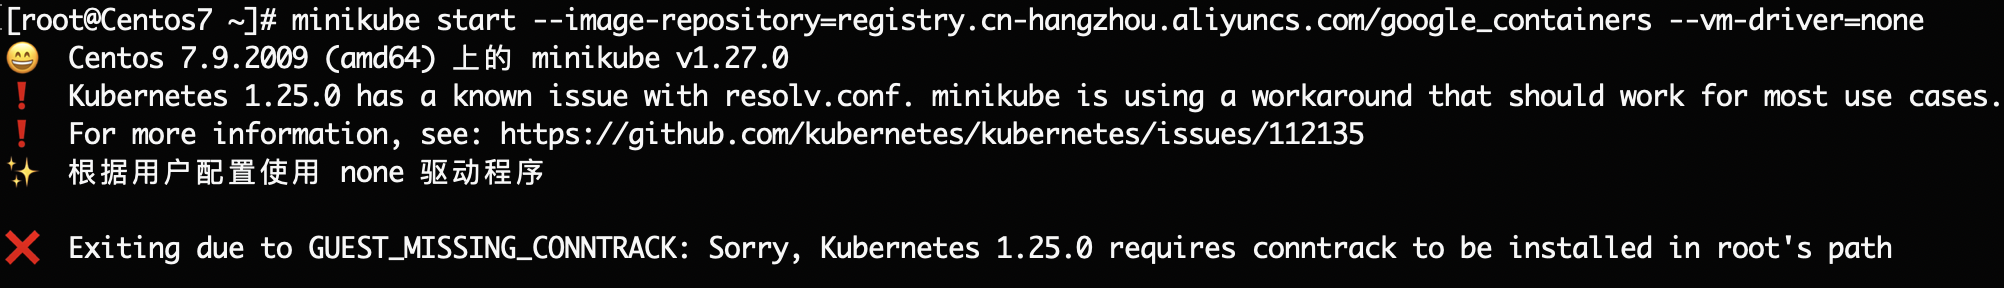 [root@Centos7 ~]# minikube start --image-repository=registry.cn-hangzhou.aliyuncs.com/google_containers --vm-driver=none
😄 Centos 7.9.2009 (amd64) 上的 minikube v1.27.0
❗ Kubernetes 1.25.0 has a known issue with resolv.conf. minikube is using a workaround that should work for most use cases.
❗ For more information, see: https://github.com/kubernetes/kubernetes/issues/112135
✨ 根据用户配置使用 none 驱动程序
❌ Exiting due to GUEST_MISSING_CONNTRACK: Sorry, Kubernetes 1.25.0 requires conntrack to be installed in root's path